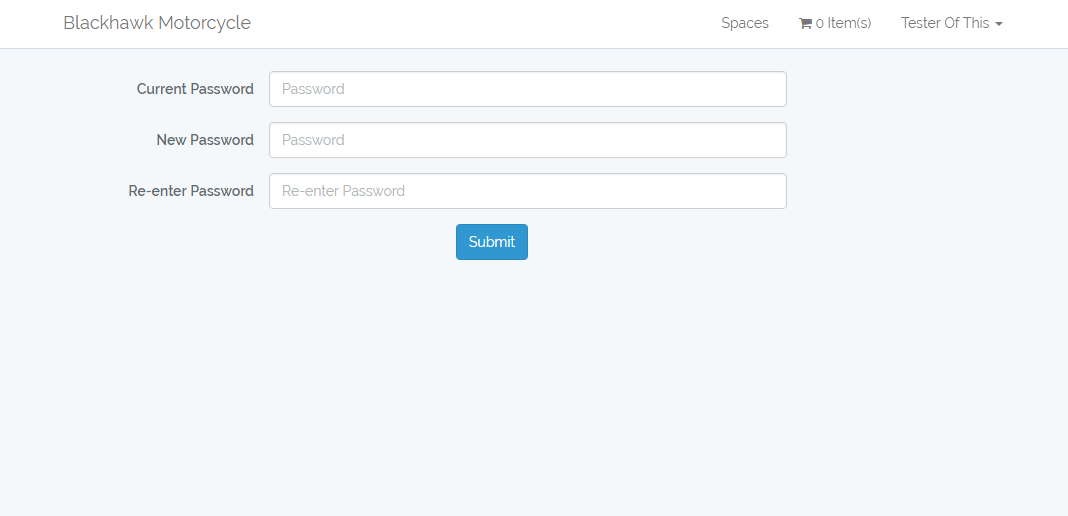 Blackhawk Motorcycle Spaces 0 Item(s) Tester Of This
Current Password Password
New Password Password
Re-enter Password Re-enter Password
Submit